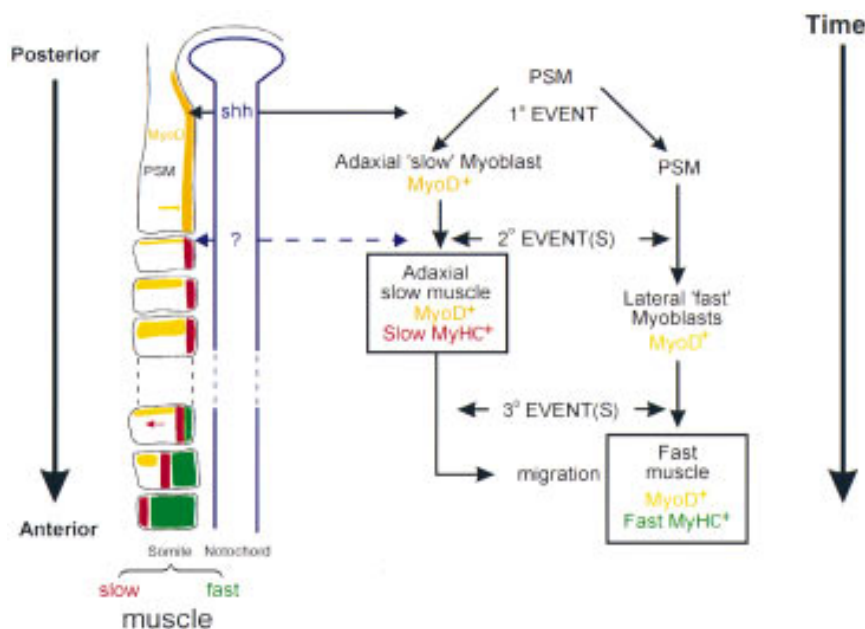 Posterior
Anterior
MyoD
PSM
shh
?
Somite Notochord
slow fast
muscle
PSM
1° EVENT
Adaxial 'slow' Myoblast
MyoD+
PSM
2° EVENT(S)
Adaxial
slow muscle
MyoD+
Slow MyHC+
Lateral 'fast'
Myoblasts
MyoD+
3° EVENT(S)
migration
Fast
muscle
MyoD+
Fast MyHC+
Time